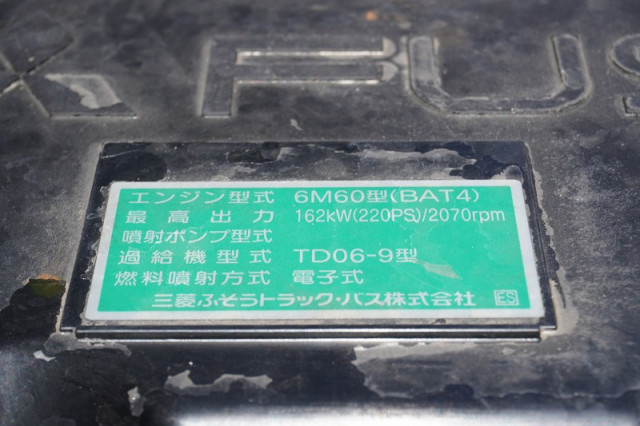 FUS
エンジン型式 6M60型(BAT4)
最高出力 162kW(220PS)/2070rpm
噴射ポンプ型式
過給機型式 TD06-9型
燃料噴射方式 電子式
三菱ふそうトラック・バス株式会社 ES